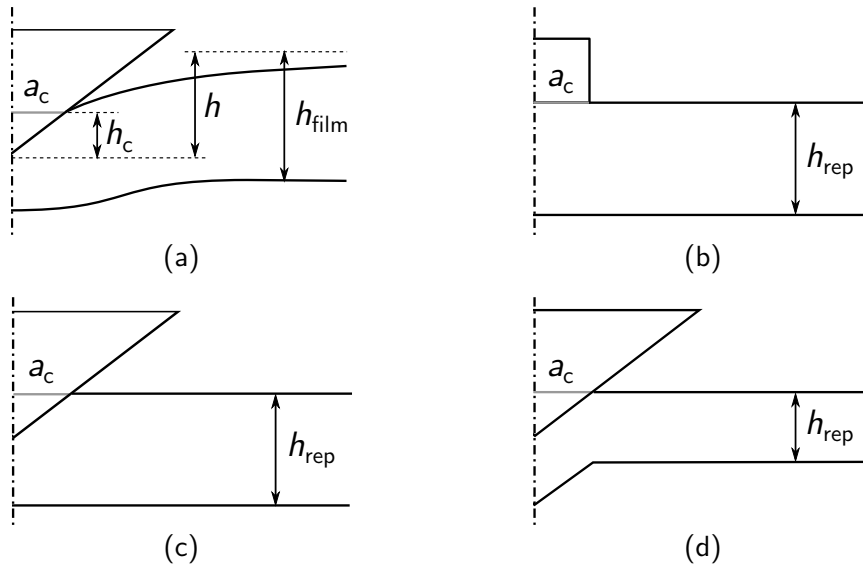 a_c
h_c
h
h_film
(a)
a_c
h_rep
(b)
a_c
h_rep
(c)
a_c
h_rep
(d)